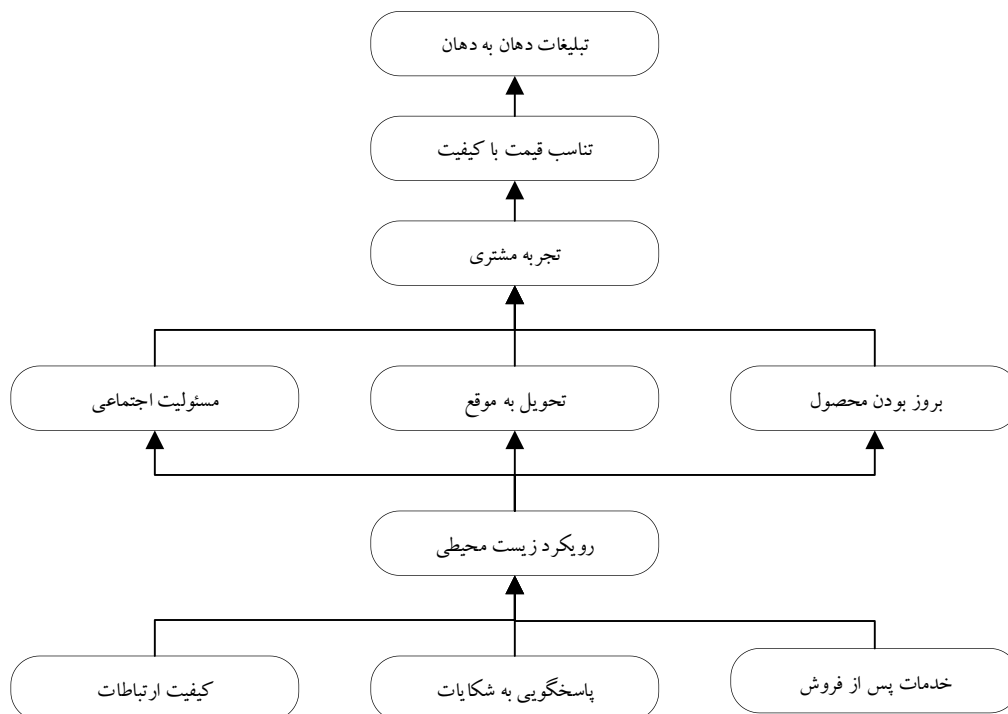 تبلیغات دهان به دهان
تناسب قیمت با کیفیت
تجربه مشتری
بروز بودن محصول
تحویل به موقع
مسئولیت اجتماعی
رویکرد زیست محیطی
خدمات پس از فروش
پاسخگویی به شکایات
کیفیت ارتباطات